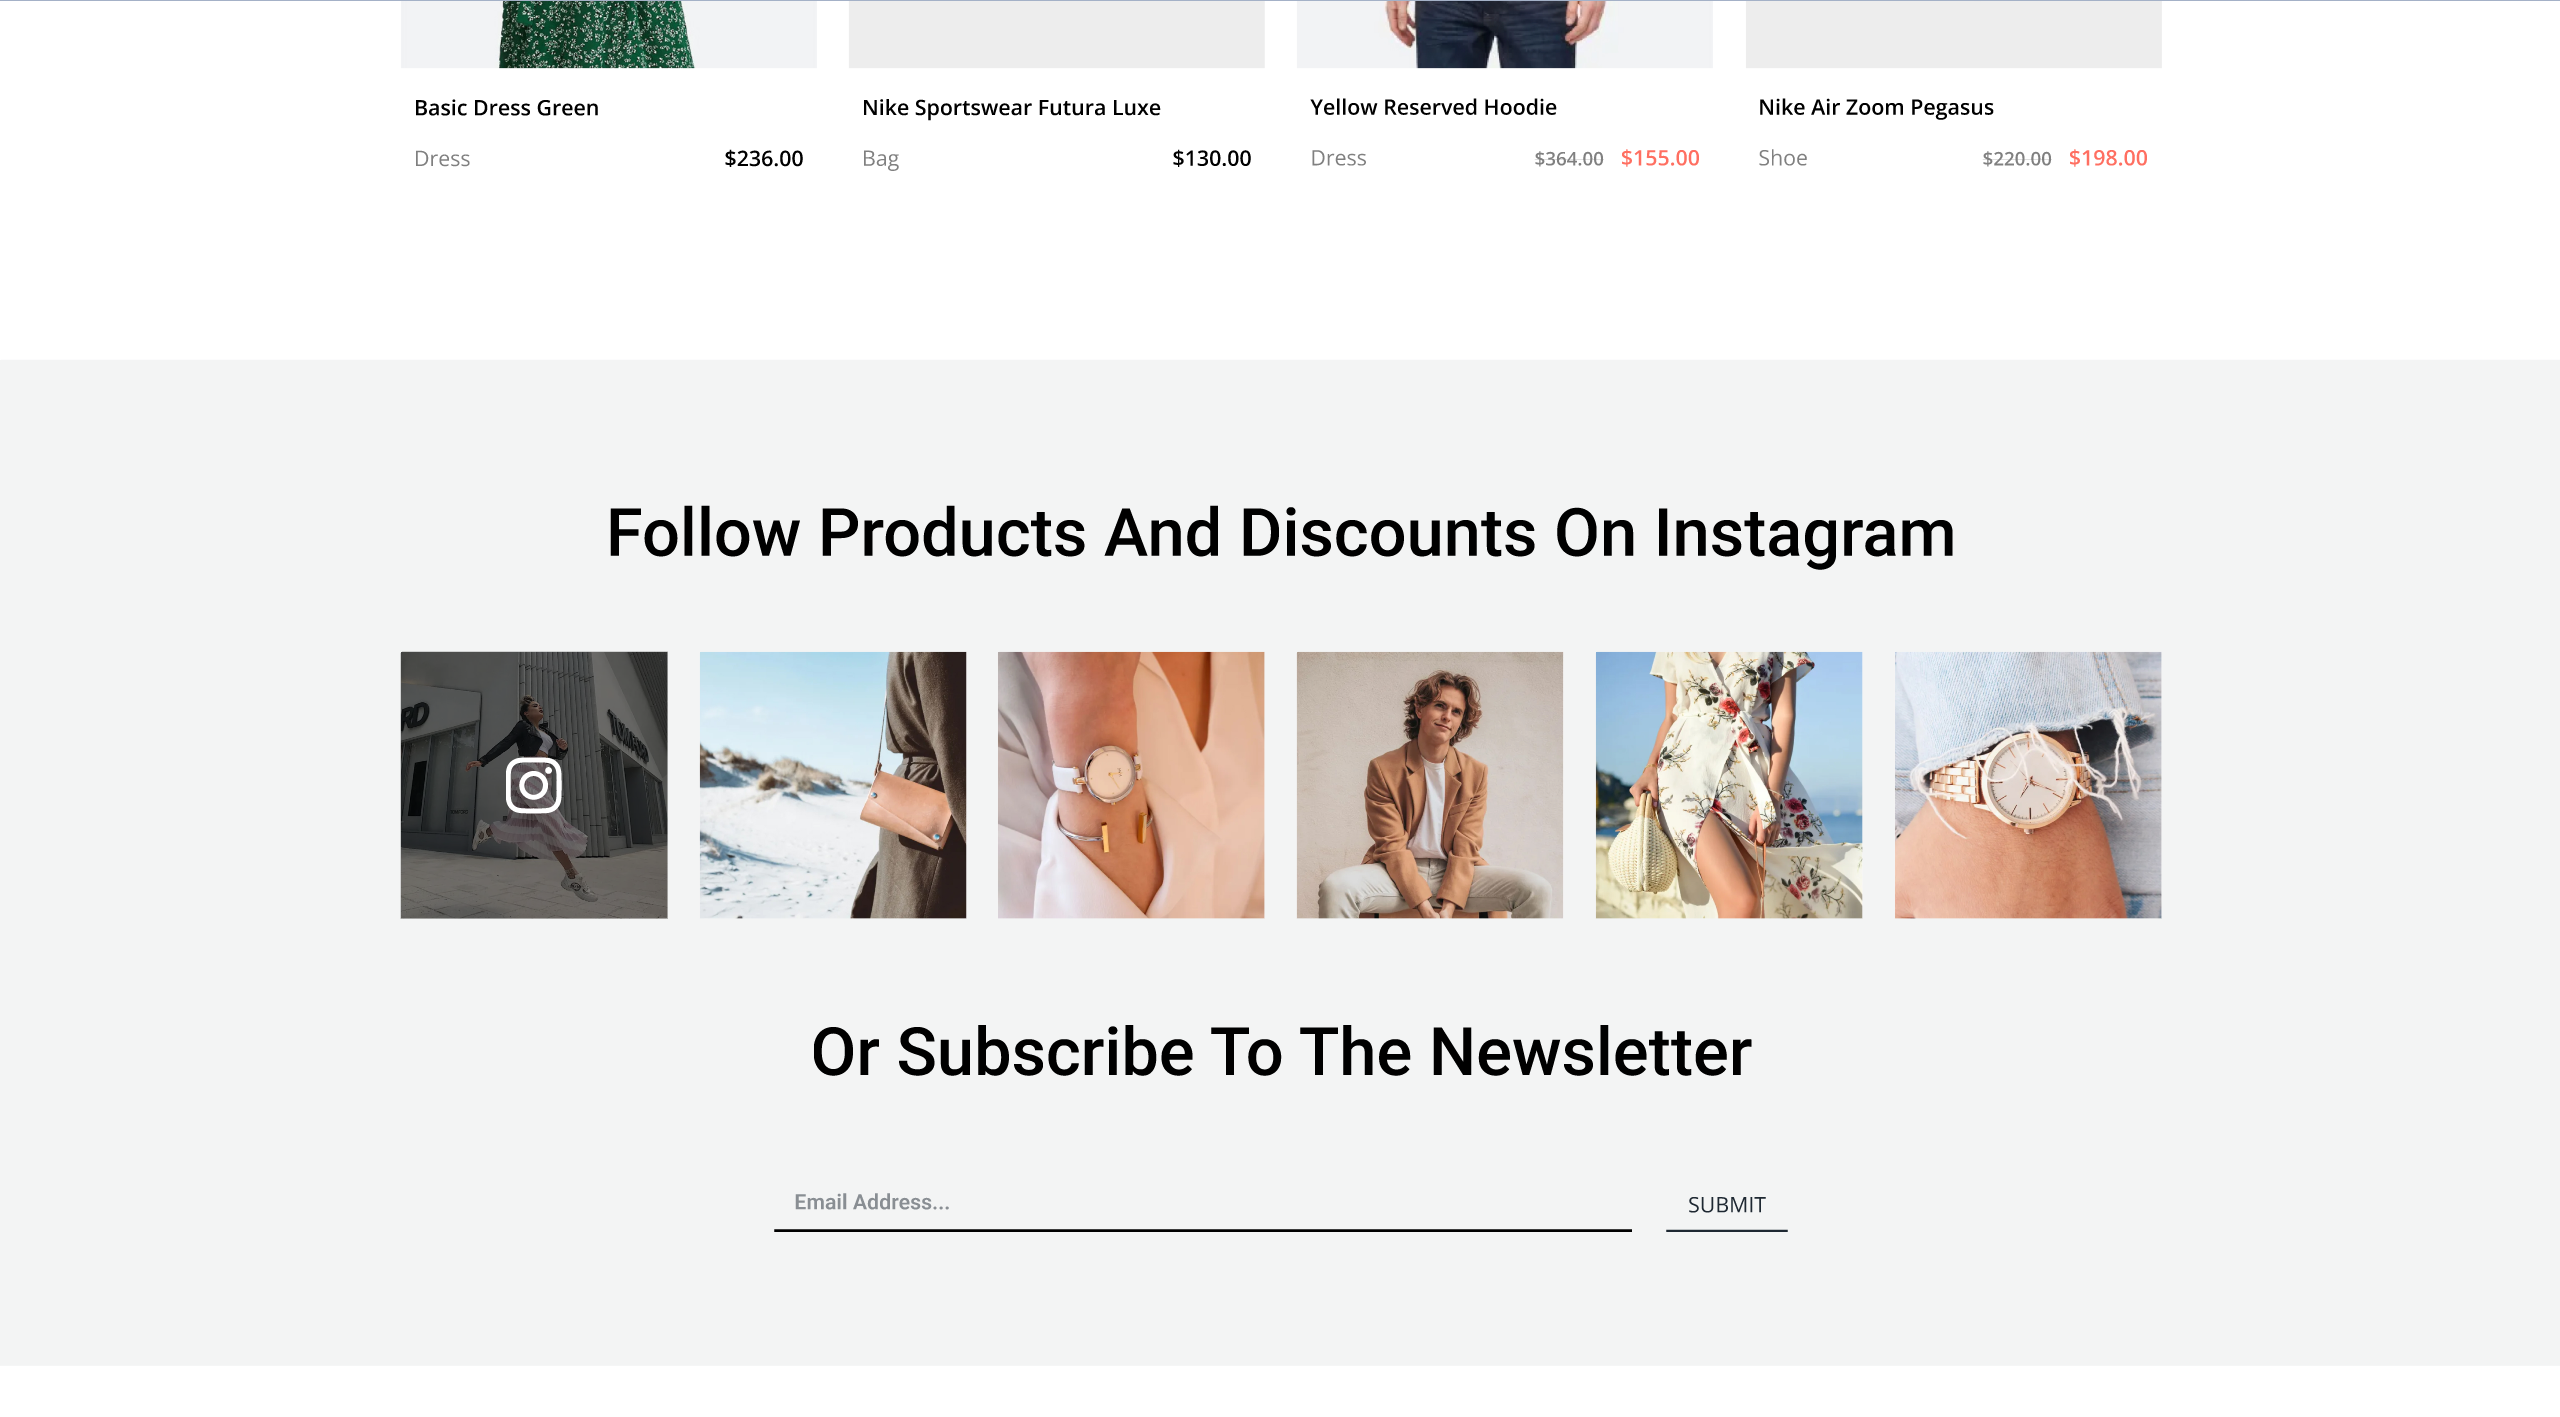 Basic Dress Green
Dress $236.00
Nike Sportswear Futura Luxe
Bag $130.00
Yellow Reserved Hoodie
Dress $364.00 $155.00
Nike Air Zoom Pegasus
Shoe $220.00 $198.00
Follow Products And Discounts On Instagram
Or Subscribe To The Newsletter
Email Address...
SUBMIT